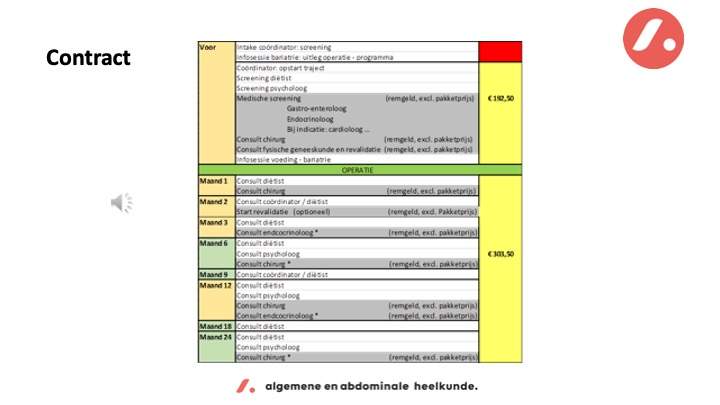 Contract
Voor Intake coördinator: screening
Infosessie bariatrie: uitleg operatie - programma
Coördinator: opstart traject
Screening diëtist
Screening psycholoog
Medische screening (remgeld, excl. pakketprijs) € 192,50
Gastro-enteroloog
Endocrinoloog
Bij indicatie: cardioloog ...
Consult chirurg (remgeld, excl. pakketprijs)
Consult fysische geneeskunde en revalidatie (remgeld, excl. pakketprijs)
Infosessie voeding - bariatrie
OPERATIE
Maand 1 Consult diëtist
Consult chirurg (remgeld, excl. pakketprijs)
Maand 2 Consult coördinator / diëtist
Start revalidatie (optioneel) (remgeld, excl. Pakketprijs)
Maand 3 Consult diëtist
Consult endcocrinoloog * (remgeld, excl. pakketprijs)
Maand 6 Consult diëtist
Consult psycholoog € 303,50
Consult chirurg * (remgeld, excl. pakketprijs)
Maand 9 Consult coördinator / diëtist
Maand 12 Consult diëtist
Consult psycholoog
Consult chirurg (remgeld, excl. pakketprijs)
Consult endcocrinoloog * (remgeld, excl. pakketprijs)
Maand 18 Consult diëtist
Maand 24 Consult diëtist
Consult psycholoog
Consult chirurg * (remgeld, excl. pakketprijs)
algemene en abdominale heelkunde.